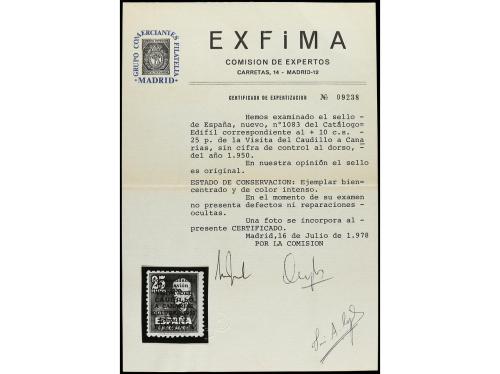 GRUPO COMERCIANTES FILATELIA
MADRID
EXFiMA
COMISION DE EXPERTOS
CARRETAS, 14 - MADRID-12
CERTIFICADO DE EXPERTIZACION Nº 09238
Hemos examinado el sello -
de España, nuevo, nº1083 del Catálogo=
Edifil correspondiente al + 10 c.s. -
25 p. de la Visita del Caudillo a Cana
rias, sin cifra de control al dorso, -
del año 1.950.
En nuestra opinión el sello
es original.
ESTADO DE CONSERVACION: Ejemplar bien-
centrado y de color intenso.
En el momento de su examen
no presenta defectos ni reparaciones -
ocultas.
Una foto se incorpora al -
presente CERTIFICADO.
Madrid,16 de Julio de 1.978
POR LA COMISION
25
CAUDILLO
A CANARIAS
ESPAÑA